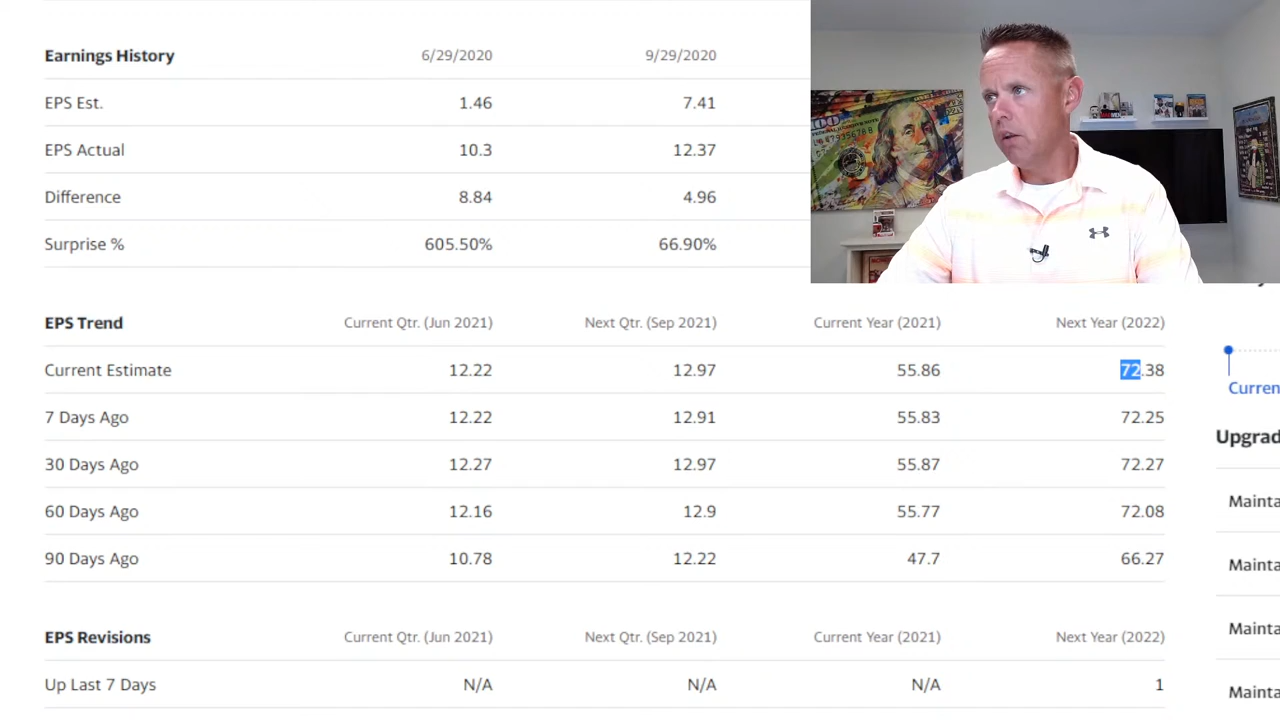 Earnings History 6/29/2020 9/29/2020
EPS Est. 1.46 7.41
EPS Actual 10.3 12.37
Difference 8.84 4.96
Surprise % 605.50% 66.90%
EPS Trend Current Qtr. (Jun 2021) Next Qtr. (Sep 2021) Current Year (2021) Next Year (2022)
Current Estimate 12.22 12.97 55.86 72.38
7 Days Ago 12.22 12.91 55.83 72.25
30 Days Ago 12.27 12.97 55.87 72.27
60 Days Ago 12.16 12.9 55.77 72.08
90 Days Ago 10.78 12.22 47.7 66.27
EPS Revisions Current Qtr. (Jun 2021) Next Qtr. (Sep 2021) Current Year (2021) Next Year (2022)
Up Last 7 Days N/A N/A N/A 1
Curren
Upgrad
Mainta
Mainta
Mainta
Mainta